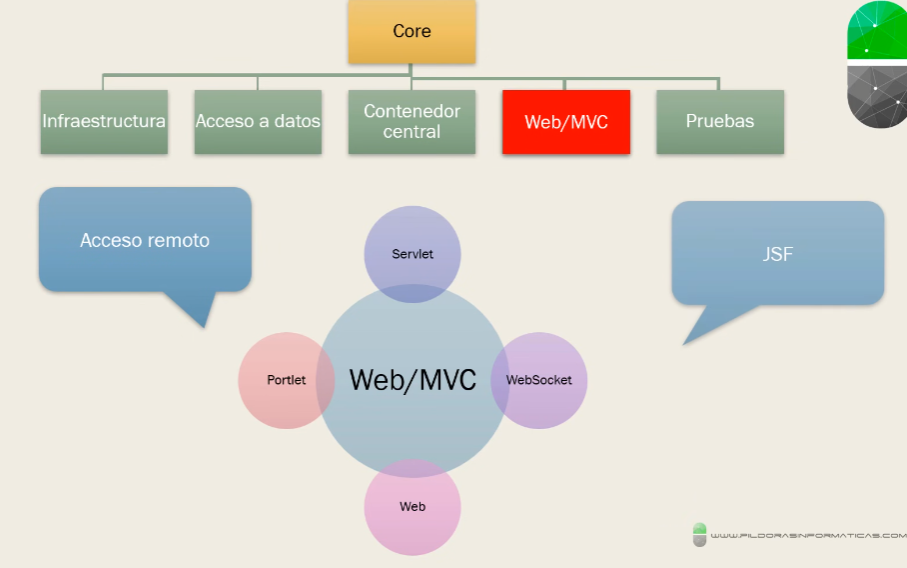 Core
Infraestructura
Acceso a datos
Contenedor
central
Web/MVC
Pruebas
Acceso remoto
JSF
Servlet
Portlet
Web/MVC
WebSocket
Web
WWW.PILDORASINFORMATICAS.COM